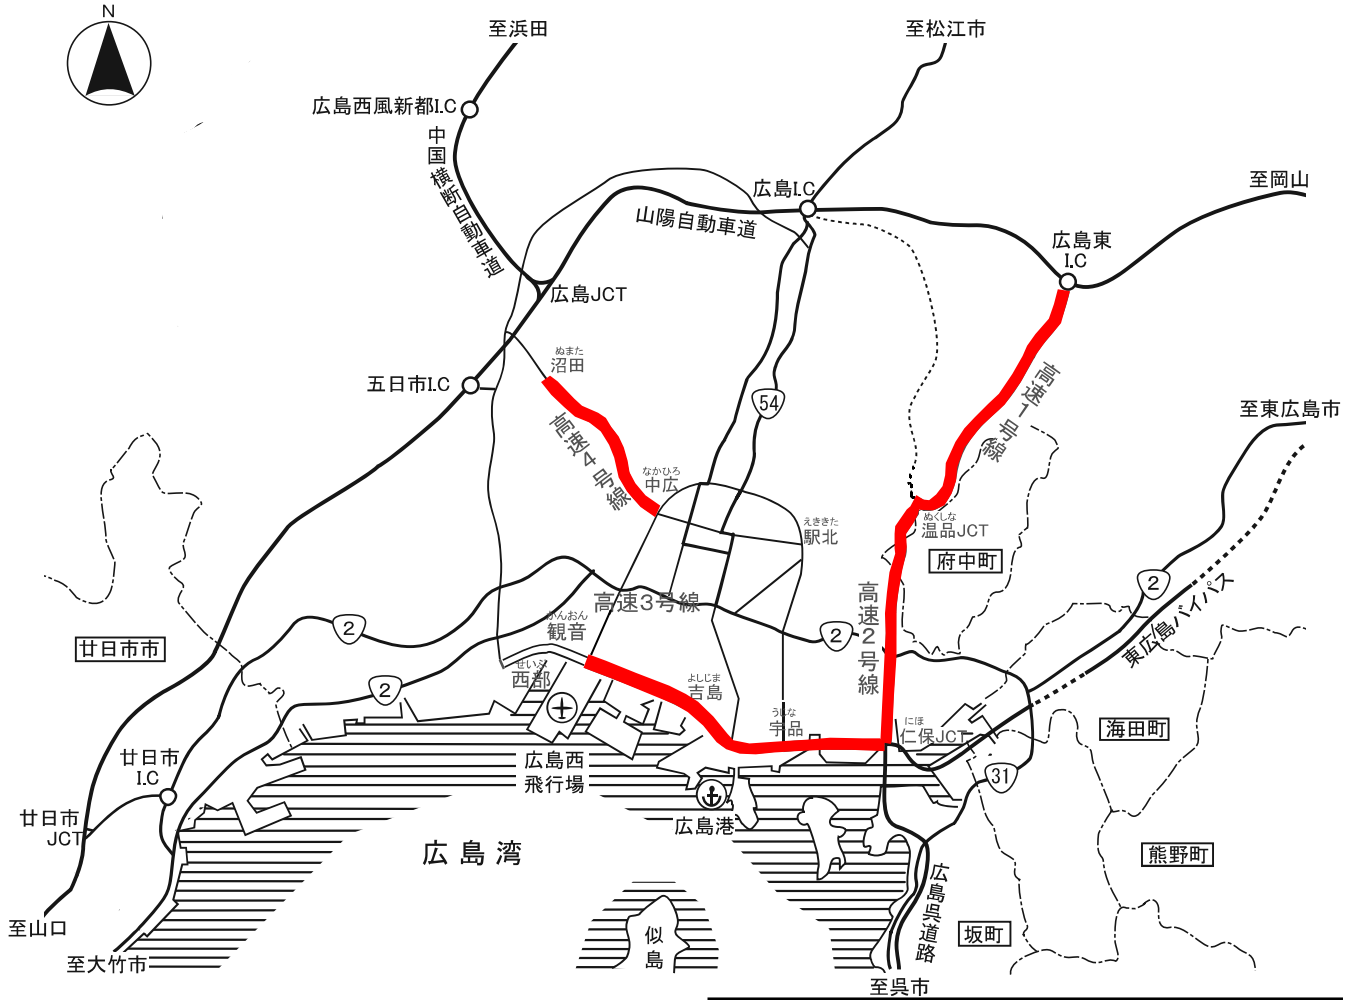 N
至浜田
至松江市
広島西風新都I.C
中国横断自動車道
広島I.C
至岡山
山陽自動車道
広島東
I.C
広島JCT
ぬまた
沼田
五日市I.C
高速1号線
54
至東広島市
高速4号線
なかひろ
中広
えききた
駅北
ぬくしな
温品JCT
府中町
高速2号線
2
東広島バイパス
高速3号線
かんおん
観音
2
2
廿日市市
せいぶ
西部
2
よしじま
吉島
うじな
宇品
にほ
仁保JCT
海田町
廿日市
I.C
広島西
飛行場
31
廿日市
JCT
広島港
広島湾
熊野町
広島呉道路
至山口
坂町
似島
至大竹市
至呉市